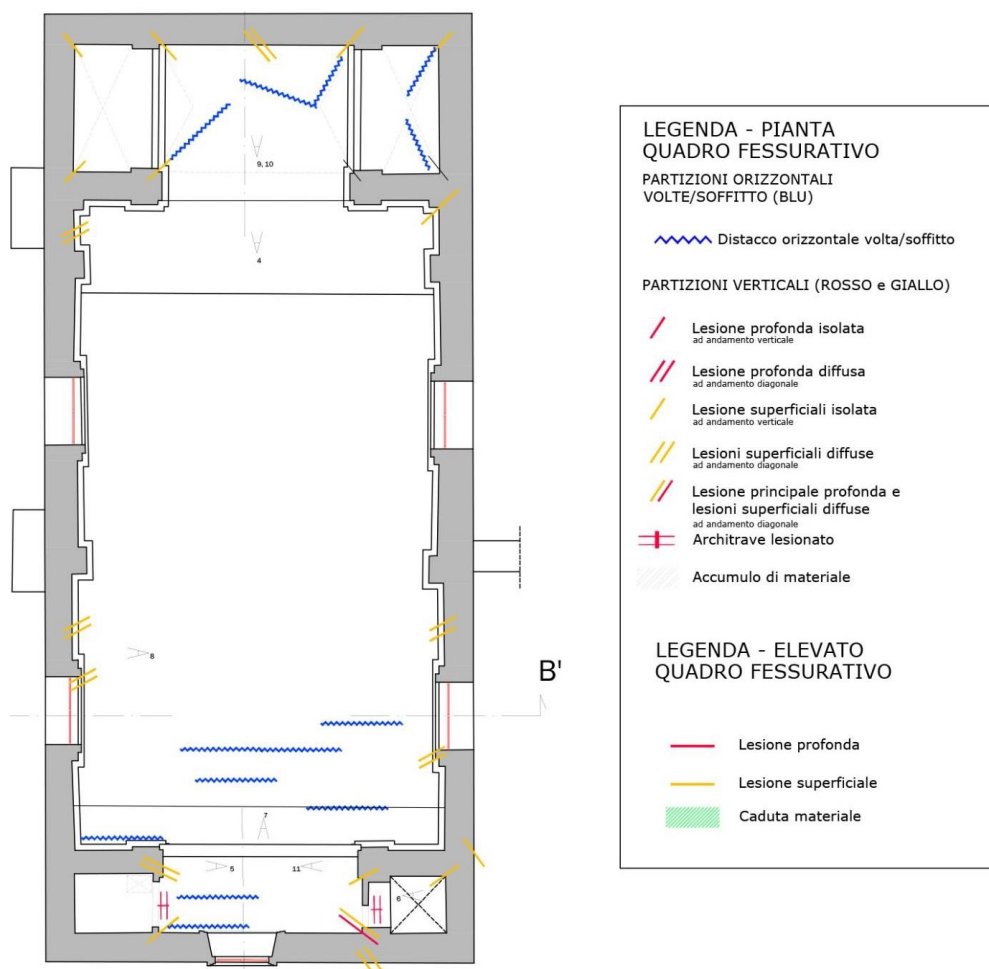 9, 10
4
8
B'
7
5
11
6
LEGENDA - PIANTA
QUADRO FESSURATIVO
PARTIZIONI ORIZZONTALI
VOLTE/SOFFITTO (BLU)
Distacco orizzontale volta/soffitto
PARTIZIONI VERTICALI (ROSSO e GIALLO)
Lesione profonda isolata
ad andamento verticale
Lesione profonda diffusa
ad andamento diagonale
Lesione superficiali isolata
ad andamento verticale
Lesioni superficiali diffuse
ad andamento diagonale
Lesione principale profonda e
lesioni superficiali diffuse
ad andamento diagonale
Architrave lesionato
Accumulo di materiale
LEGENDA - ELEVATO
QUADRO FESSURATIVO
Lesione profonda
Lesione superficiale
Caduta materiale